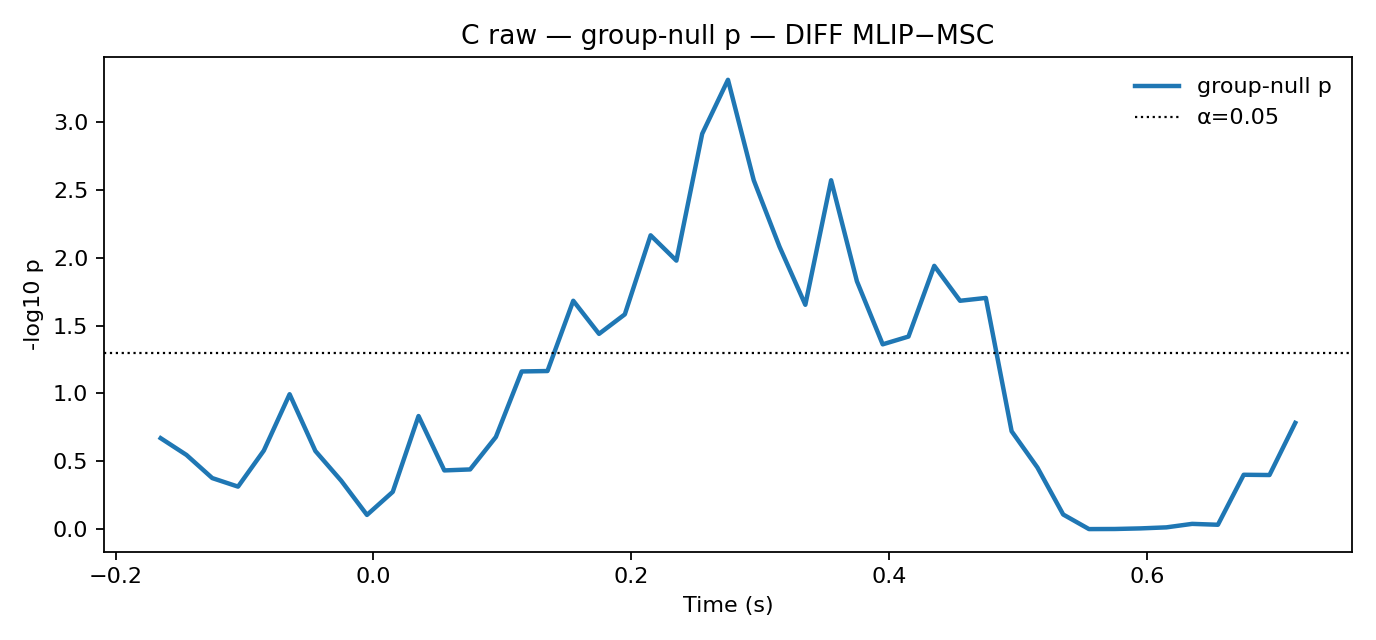 C raw — group-null p — DIFF MLIP−MSC
group-null p
α=0.05
-log10 p
3.0
2.5
2.0
1.5
1.0
0.5
0.0
−0.2
0.0
0.2
0.4
0.6
Time (s)